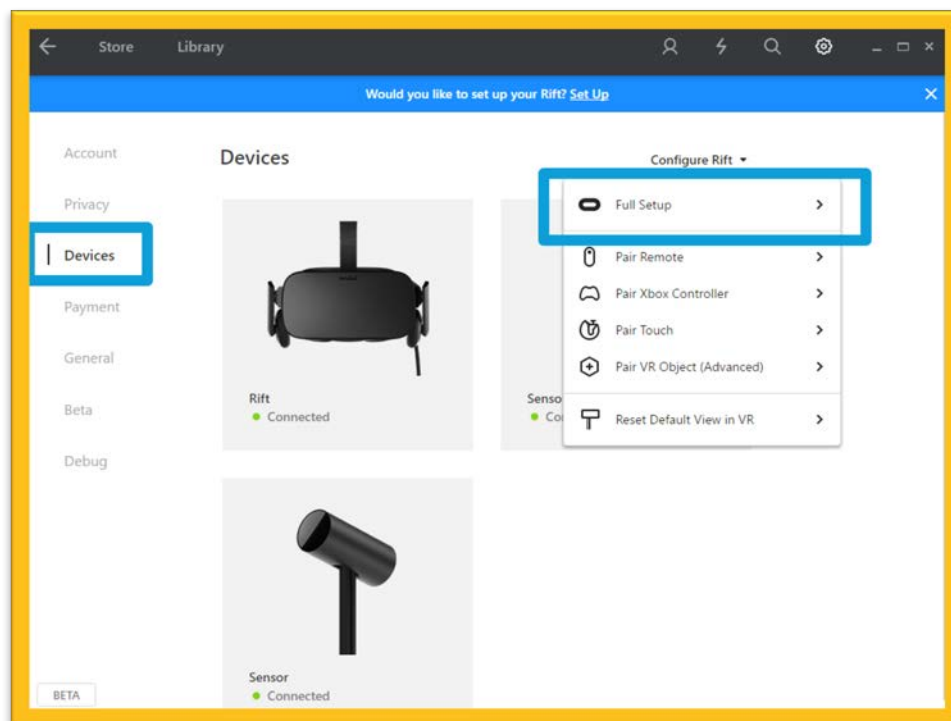 Store Library
Would you like to set up your Rift? Set Up
Account
Privacy
Devices
Payment
General
Beta
Debug
BETA
Devices
Configure Rift
Full Setup
Pair Remote
Pair Xbox Controller
Pair Touch
Pair VR Object (Advanced)
Reset Default View in VR
Rift
Connected
Senso
Co
Sensor
Connected